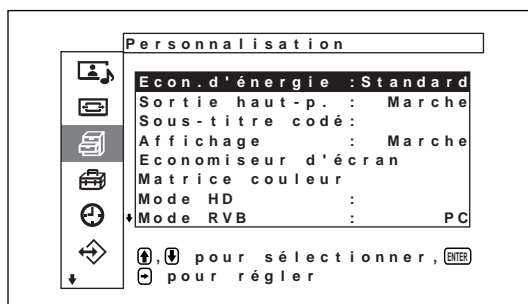 Personnalisation
Econ.d'énergie :Standard
Sortie haut-p. : Marche
Sous-titre codé:
Affichage : Marche
Economiseur d'écran
Matrice couleur
Mode HD :
Mode RVB : PC
, pour sélectionner, ENTER
pour régler